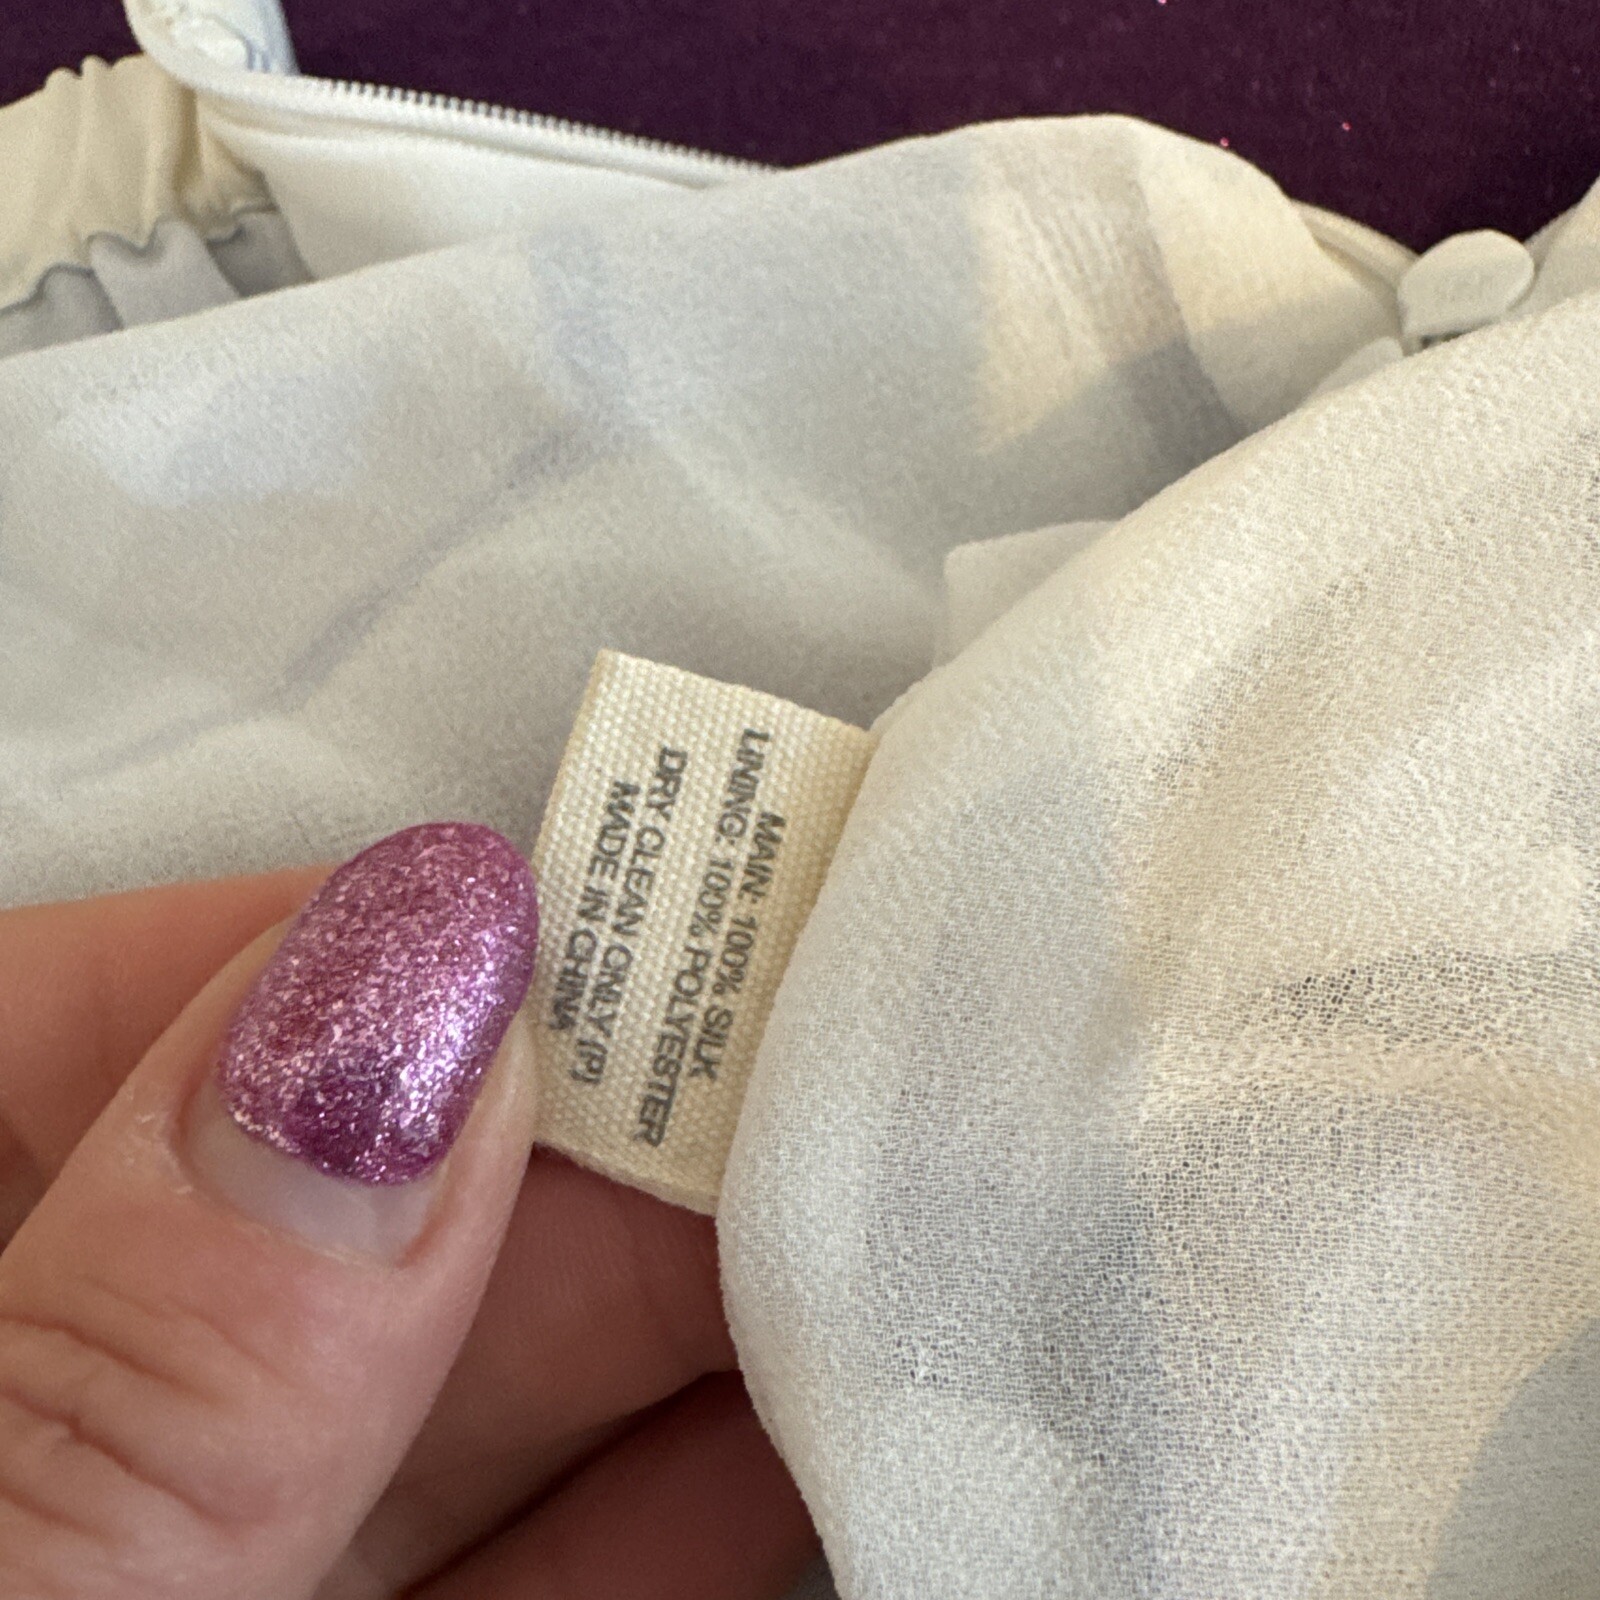 MAIN: 100% SILK
LINING: 100% POLYESTER
DRY CLEAN ONLY (P)
MADE IN CHINA